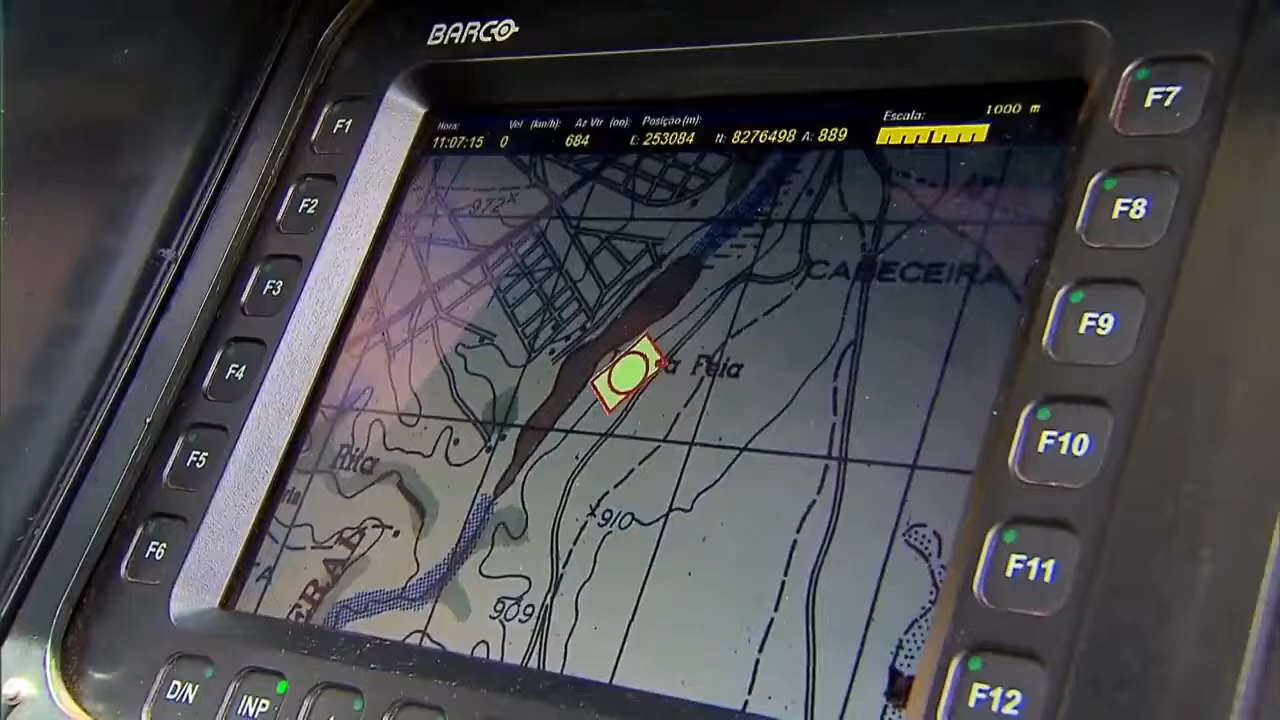 BARCO
Hora: Vel (km/h): Az Vtr (oo): Posição (m): Escala: 1000 m
11:07:15 0 684 E: 253084 N: 8276498 A: 889
F1
F2
F3
F4
F5
F6
F7
F8
F9
F10
F11
F12
972
CABECEIRA
Feia
Rita
910
909
D/N
INP